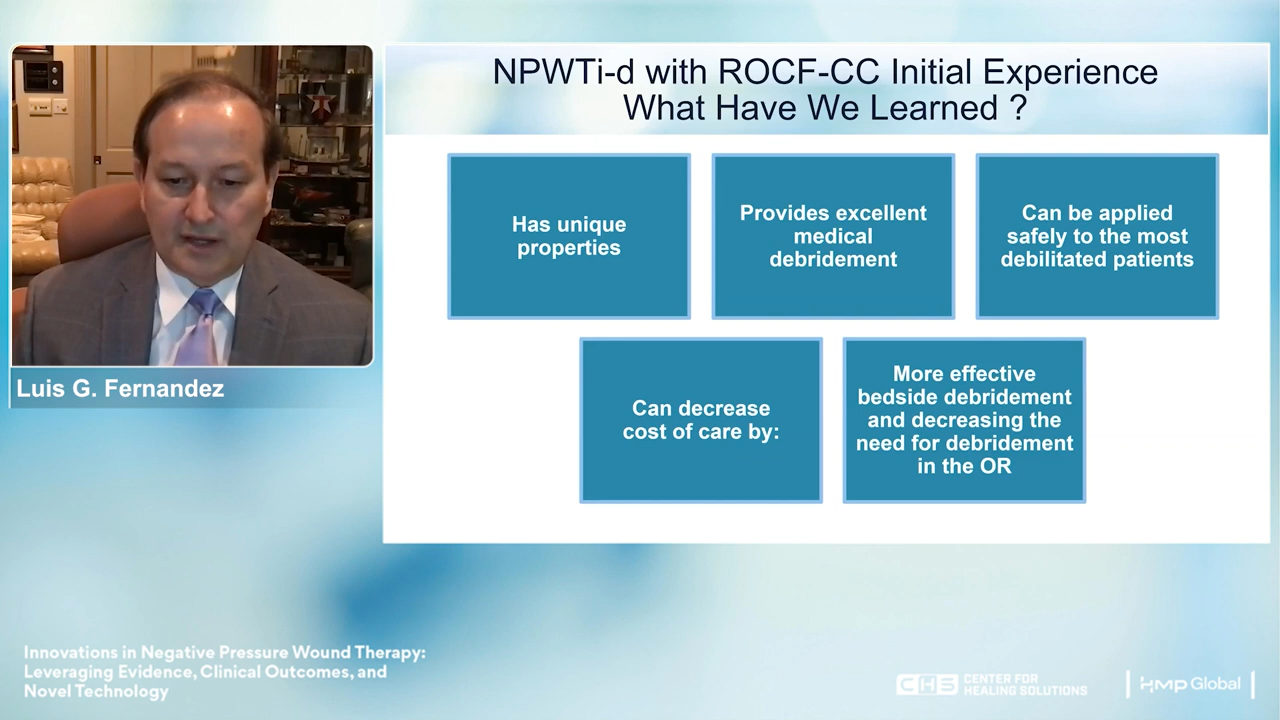 NPWTi-d with ROCF-CC Initial Experience
What Have We Learned ?
Has unique
properties
Provides excellent
medical
debridement
Can be applied
safely to the most
debilitated patients
Can decrease
cost of care by:
More effective
bedside debridement
and decreasing the
need for debridement
in the OR
Luis G. Fernandez
Innovations in Negative Pressure Wound Therapy:
Leveraging Evidence, Clinical Outcomes, and
Novel Technology
CHS
CENTER FOR
HEALING SOLUTIONS
HMP Global